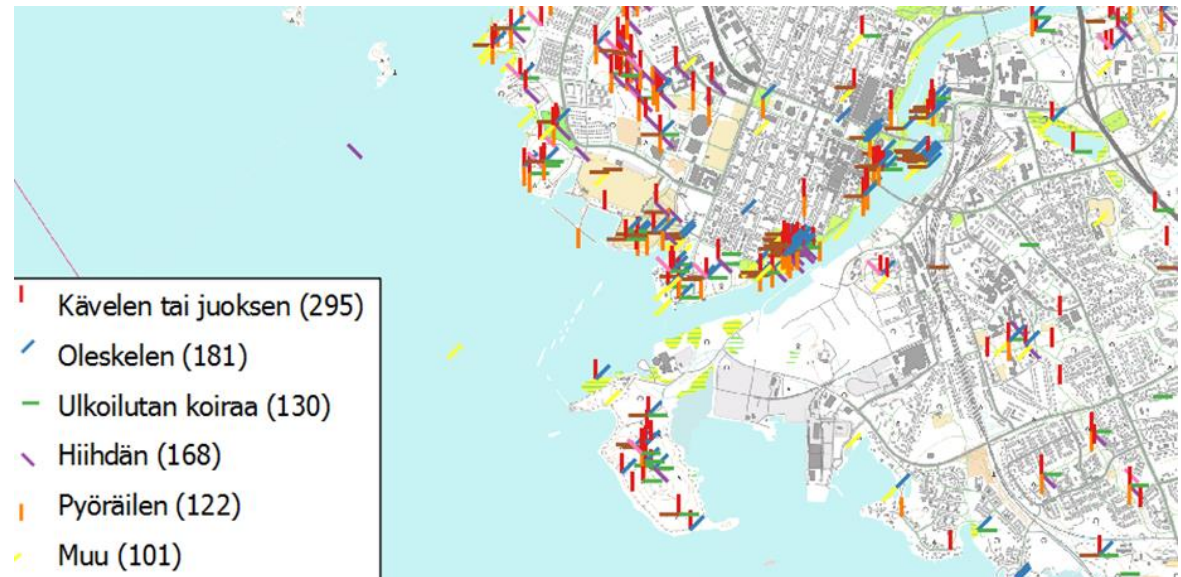 Kävelen tai juoksen (295)
Oleskelen (181)
Ulkoilutan koiraa (130)
Hiihdän (168)
Pyöräilen (122)
Muu (101)